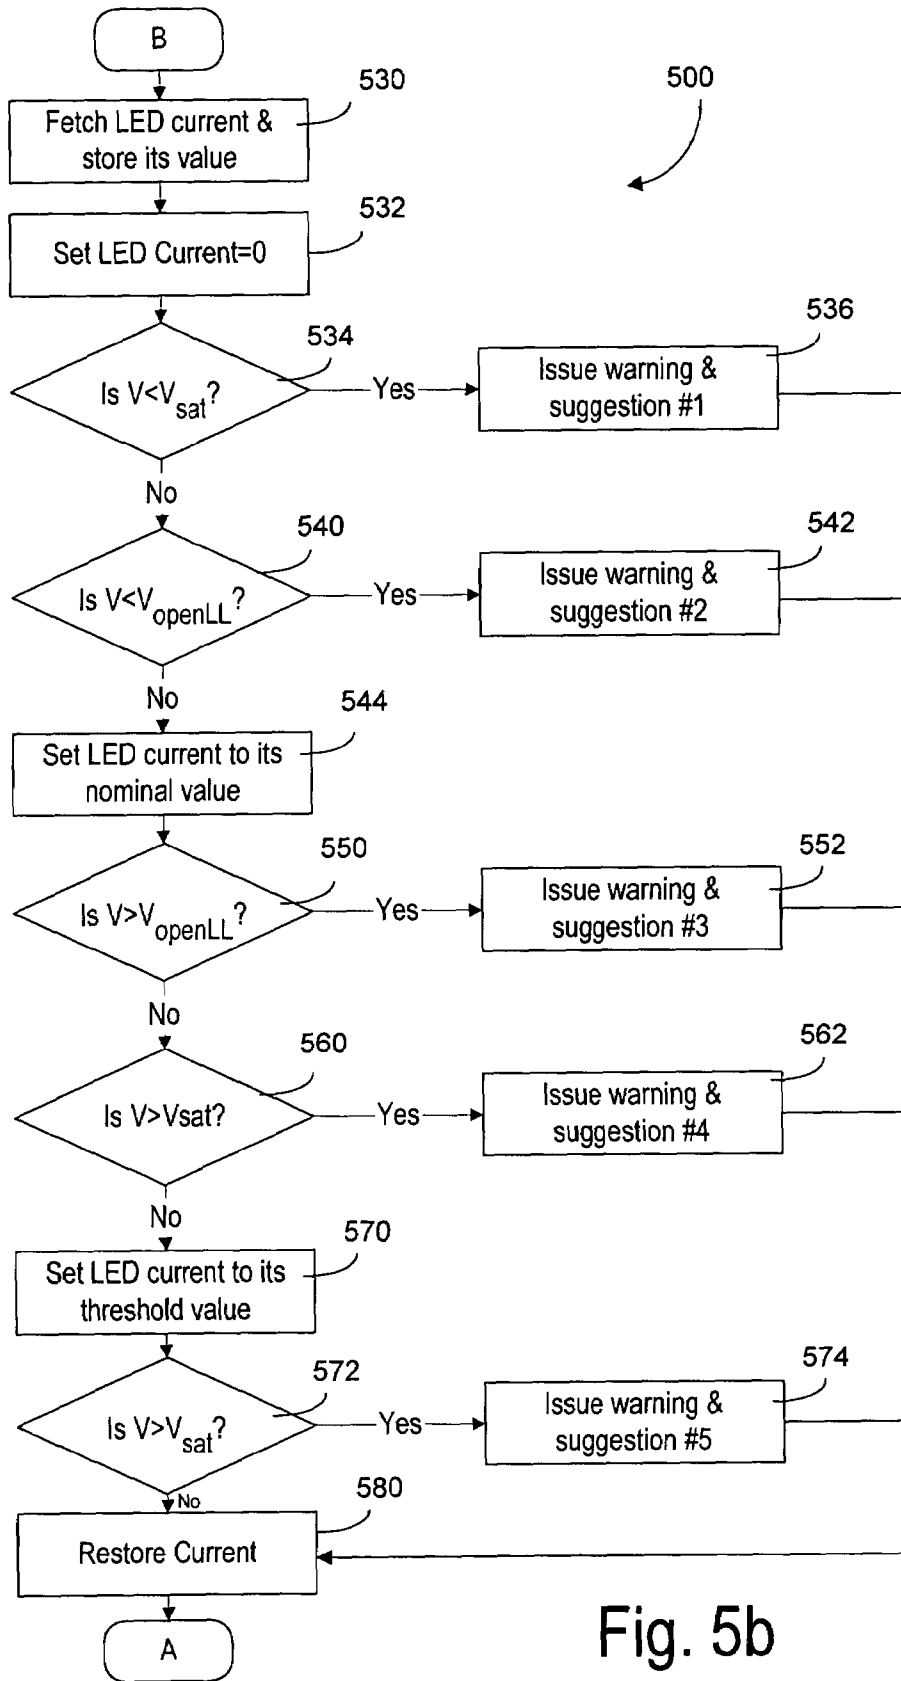 B
530
500
Fetch LED current &
store its value
532
Set LED Current=0
534
536
Is V<Vsat?
Yes
Issue warning &
suggestion #1
No
540
542
Is V<VopenLL?
Yes
Issue warning &
suggestion #2
No
544
Set LED current to its
nominal value
550
552
Is V>VopenLL?
Yes
Issue warning &
suggestion #3
No
560
562
Is V>Vsat?
Yes
Issue warning &
suggestion #4
No
570
Set LED current to its
threshold value
572
574
Is V>Vsat?
Yes
Issue warning &
suggestion #5
No
580
Restore Current
A
Fig. 5b